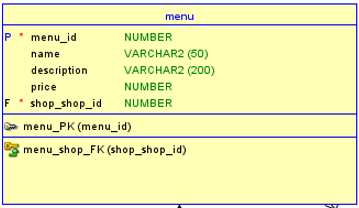 menu
P * menu_id NUMBER
name VARCHAR2 (50)
description VARCHAR2 (200)
price NUMBER
F * shop_shop_id NUMBER
menu_PK (menu_id)
menu_shop_FK (shop_shop_id)